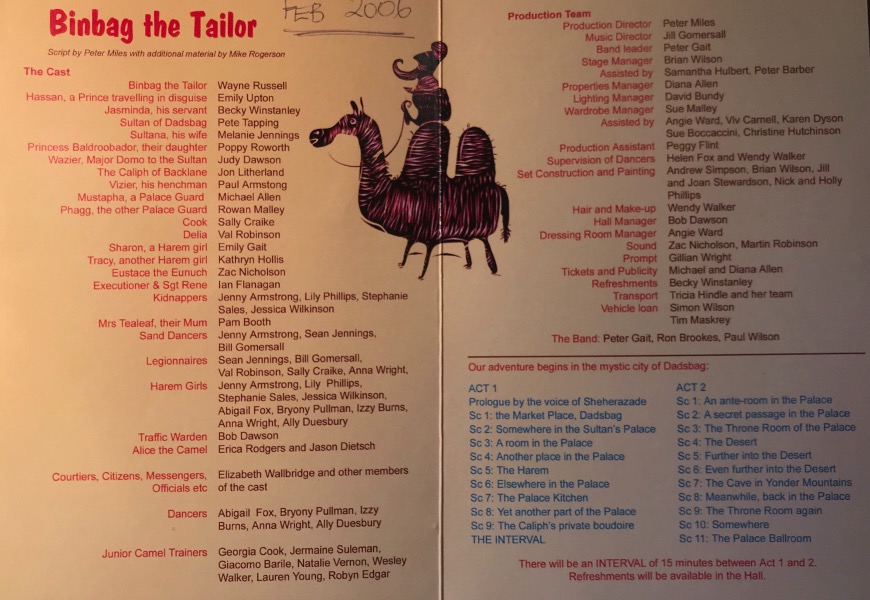 Binbag the Tailor
FEB 2006
Script by Peter Miles with additional material by Mike Rogerson
The Cast
Binbag the Tailor Wayne Russell
Hassan, a Prince travelling in disguise Emily Upton
Jasminda, his servant Becky Winstanley
Sultan of Dadsbag Pete Tapping
Sultana, his wife Melanie Jennings
Princess Baldroobador, their daughter Poppy Roworth
Wazier, Major Domo to the Sultan Judy Dawson
The Caliph of Backlane Jon Litherland
Vizier, his henchman Paul Armstong
Mustapha, a Palace Guard Michael Allen
Phagg, the other Palace Guard Rowan Malley
Cook Sally Craike
Delia Val Robinson
Sharon, a Harem girl Emily Gait
Tracy, another Harem girl Kathryn Hollis
Eustace the Eunuch Zac Nicholson
Executioner & Sgt Rene Ian Flanagan
Kidnappers Jenny Armstrong, Lily Phillips, Stephanie
Sales, Jessica Wilkinson
Mrs Tealeaf, their Mum Pam Booth
Sand Dancers Jenny Armstrong, Sean Jennings,
Bill Gomersall
Legionnaires Sean Jennings, Bill Gomersall,
Val Robinson, Sally Craike, Anna Wright,
Harem Girls Jenny Armstrong, Lily Phillips,
Stephanie Sales, Jessica Wilkinson,
Abigail Fox, Bryony Pullman, Izzy Burns,
Anna Wright, Ally Duesbury
Traffic Warden Bob Dawson
Alice the Camel Erica Rodgers and Jason Dietsch
Courtiers, Citizens, Messengers, Elizabeth Wallbridge and other members
Officials etc of the cast
Dancers Abigail Fox, Bryony Pullman, Izzy
Burns, Anna Wright, Ally Duesbury
Junior Camel Trainers Georgia Cook, Jermaine Suleman,
Giacomo Barile, Natalie Vernon, Wesley
Walker, Lauren Young, Robyn Edgar
Production Team
Production Director Peter Miles
Music Director Jill Gomersall
Band leader Peter Gait
Stage Manager Brian Wilson
Assisted by Samantha Hulbert, Peter Barber
Properties Manager Diana Allen
Lighting Manager David Bundy
Wardrobe Manager Sue Malley
Assisted by Angie Ward, Viv Carnell, Karen Dyson
Sue Boccaccini, Christine Hutchinson
Production Assistant Peggy Flint
Supervision of Dancers Helen Fox and Wendy Walker
Set Construction and Painting Andrew Simpson, Brian Wilson, Jill
and Joan Stewardson, Nick and Holly
Phillips
Hair and Make-up Wendy Walker
Hall Manager Bob Dawson
Dressing Room Manager Angie Ward
Sound Zac Nicholson, Martin Robinson
Prompt Gillian Wright
Tickets and Publicity Michael and Diana Allen
Refreshments Becky Winstanley
Transport Tricia Hindle and her team
Vehicle loan Simon Wilson
Tim Maskrey
The Band: Peter Gait, Ron Brookes, Paul Wilson
Our adventure begins in the mystic city of Dadsbag:
ACT 1
Prologue by the voice of Sheherazade
Sc 1: the Market Place, Dadsbag
Sc 2: Somewhere in the Sultan's Palace
Sc 3: A room in the Palace
Sc 4: Another place in the Palace
Sc 5: The Harem
Sc 6: Elsewhere in the Palace
Sc 7: The Palace Kitchen
Sc 8: Yet another part of the Palace
Sc 9: The Caliph's private boudoire
THE INTERVAL
ACT 2
Sc 1: An ante-room in the Palace
Sc 2: A secret passage in the Palace
Sc 3: The Throne Room of the Palace
Sc 4: The Desert
Sc 5: Further into the Desert
Sc 6: Even further into the Desert
Sc 7: The Cave in Yonder Mountains
Sc 8: Meanwhile, back in the Palace
Sc 9: The Throne Room again
Sc 10: Somewhere
Sc 11: The Palace Ballroom
There will be an INTERVAL of 15 minutes between Act 1 and 2.
Refreshments will be available in the Hall.